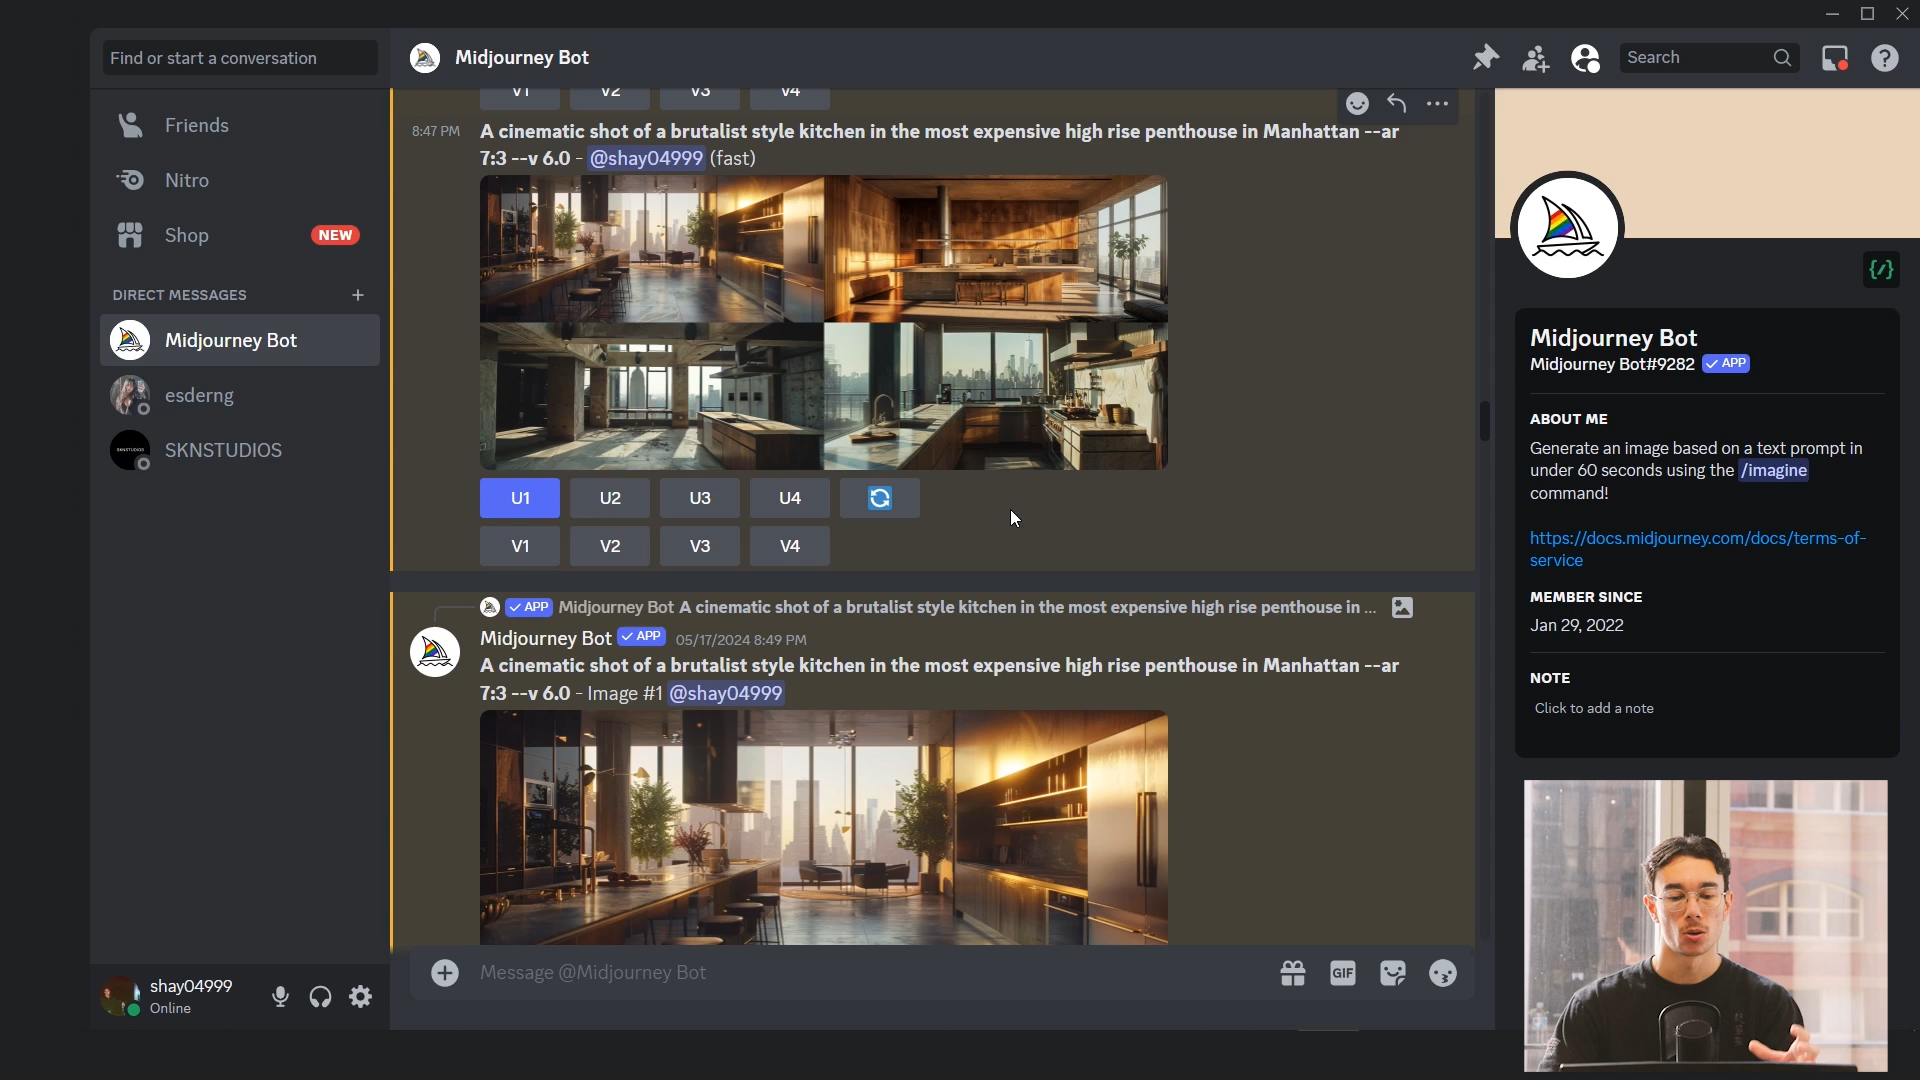 Find or start a conversation
Friends
Nitro
Shop
NEW
DIRECT MESSAGES
Midjourney Bot
esderng
SKNSTUDIOS
shay04999
Online
Midjourney Bot
Search
V1 V2 V3 V4
8:47 PM
A cinematic shot of a brutalist style kitchen in the most expensive high rise penthouse in Manhattan --ar
7:3 --v 6.0 - @shay04999 (fast)
U1 U2 U3 U4
V1 V2 V3 V4
APP Midjourney Bot A cinematic shot of a brutalist style kitchen in the most expensive high rise penthouse in ...
Midjourney Bot APP 05/17/2024 8:49 PM
A cinematic shot of a brutalist style kitchen in the most expensive high rise penthouse in Manhattan --ar
7:3 --v 6.0 - Image #1 @shay04999
Message @Midjourney Bot
GIF
Midjourney Bot
Midjourney Bot#9282 APP
ABOUT ME
Generate an image based on a text prompt in
under 60 seconds using the /imagine
command!
https://docs.midjourney.com/docs/terms-of-
service
MEMBER SINCE
Jan 29, 2022
NOTE
Click to add a note